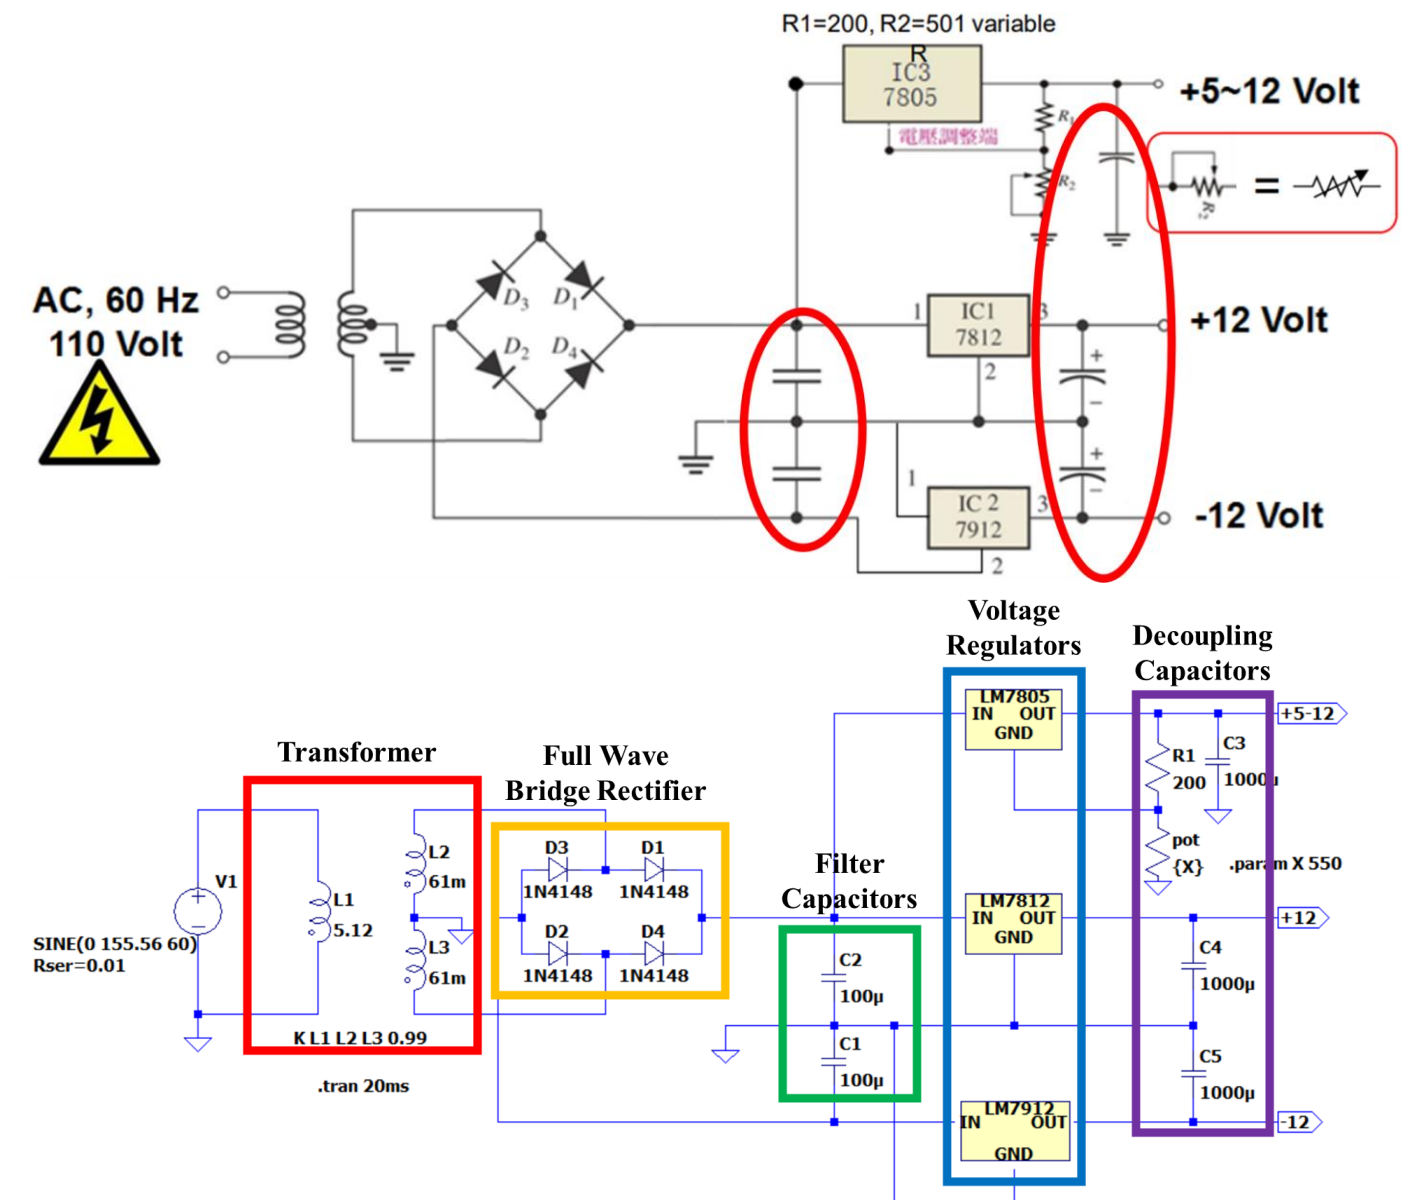 R1=200, R2=501 variable
R
IC3
7805
+5~12 Volt
R1
電壓調整端
R2
R2
=
AC, 60 Hz
110 Volt
D3
D1
D2
D4
1
IC1
7812
3
2
+12 Volt
+
−
+
−
1
IC 2
7912
3
2
-12 Volt
Voltage
Regulators
Decoupling
Capacitors
Transformer
Full Wave
Bridge Rectifier
Filter
Capacitors
LM7805
IN OUT
GND
+5-12
R1
200
C3
1000µ
pot
{X}
.param X 550
V1
SINE(0 155.56 60)
Rser=0.01
L1
5.12
L2
61m
L3
61m
K L1 L2 L3 0.99
.tran 20ms
D3
1N4148
D1
1N4148
D2
1N4148
D4
1N4148
C2
100µ
C1
100µ
LM7812
IN OUT
GND
+12
C4
1000µ
C5
1000µ
LM7912
IN OUT
GND
-12